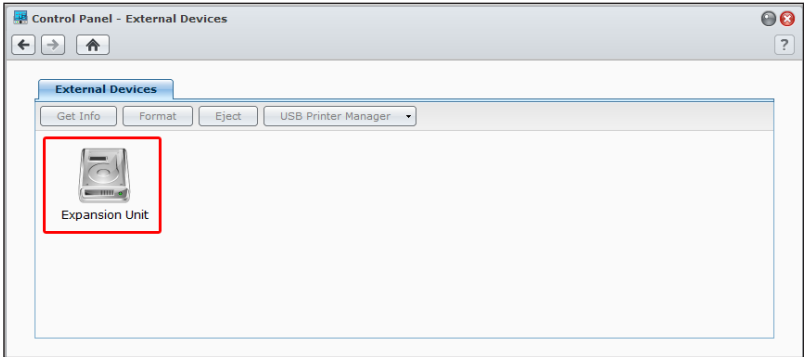 Control Panel - External Devices
?
External Devices
Get Info Format Eject USB Printer Manager
Expansion Unit